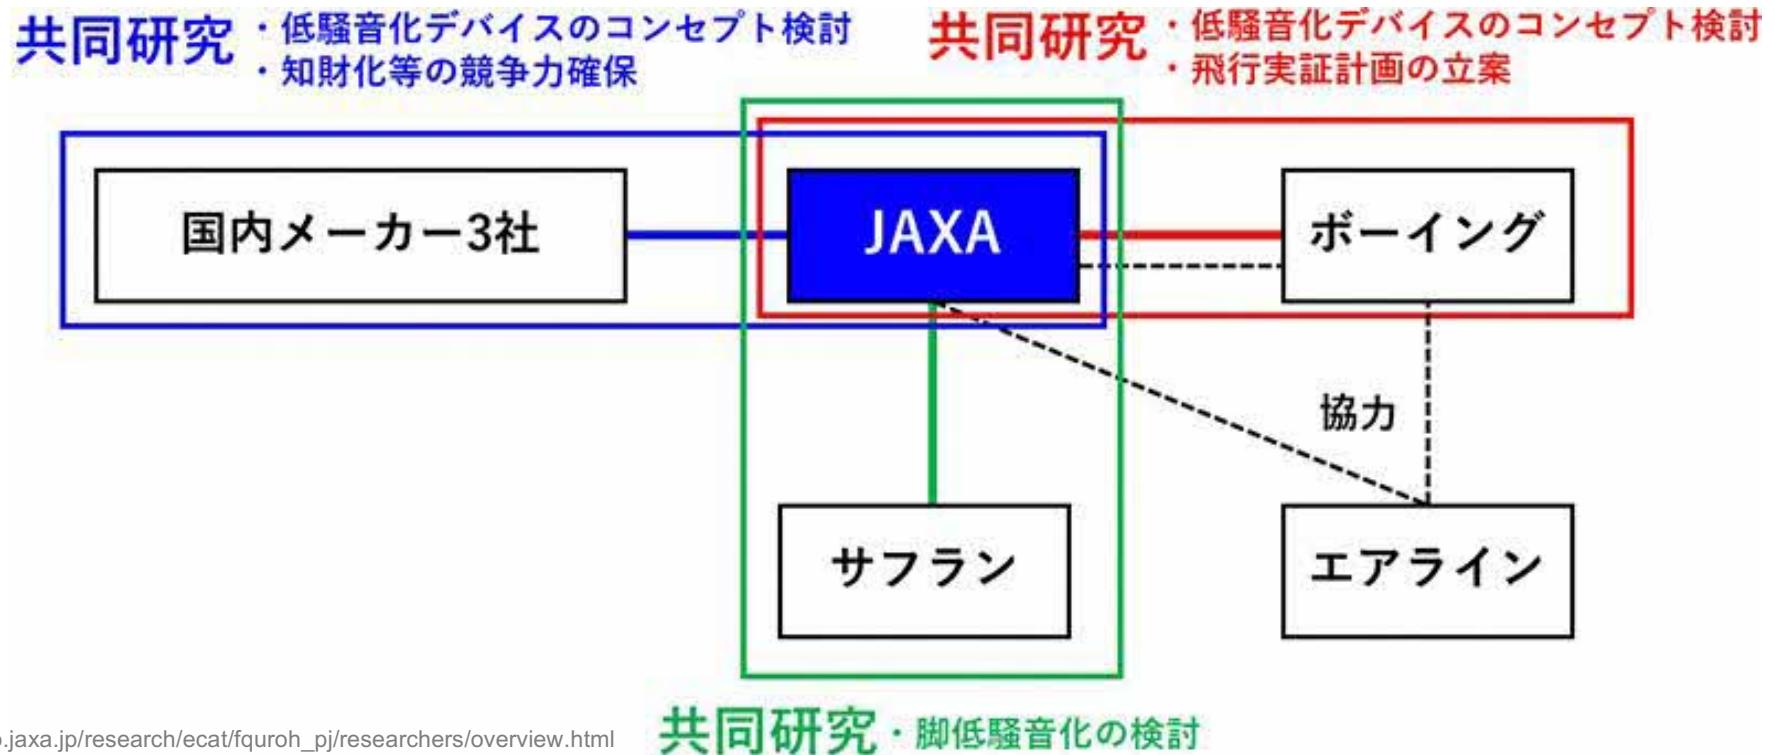 共同研究
・低騒音化デバイスのコンセプト検討
・知財化等の競争力確保
共同研究
・低騒音化デバイスのコンセプト検討
・飛行実証計画の立案
国内メーカー3社
JAXA
ボーイング
協力
サフラン
エアライン
共同研究 ・脚低騒音化の検討
.jaxa.jp/research/ecat/fquroh_pj/researchers/overview.html